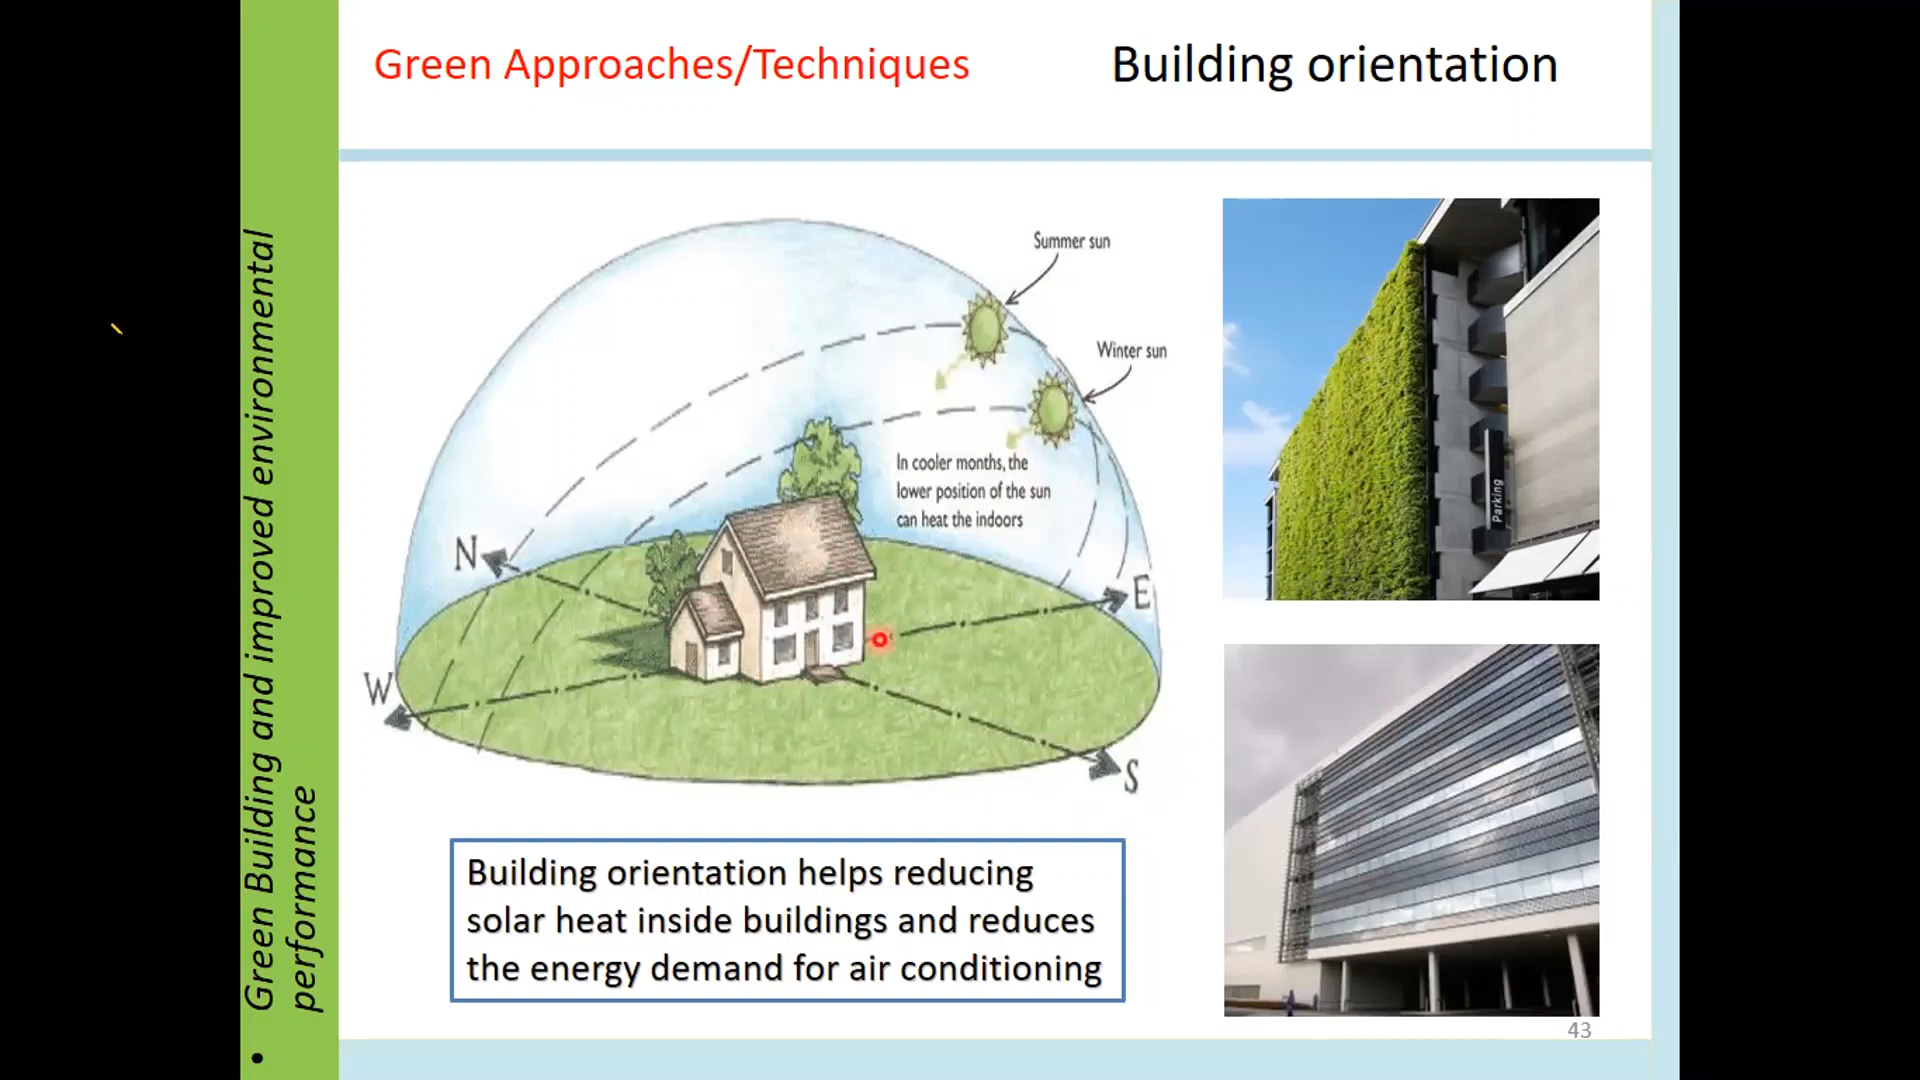 Green Approaches/Techniques
Building orientation
• Green Building and improved environmental
performance
Summer sun
Winter sun
In cooler months, the
lower position of the sun
can heat the indoors
N
E
W
S
Parking
Building orientation helps reducing
solar heat inside buildings and reduces
the energy demand for air conditioning
43